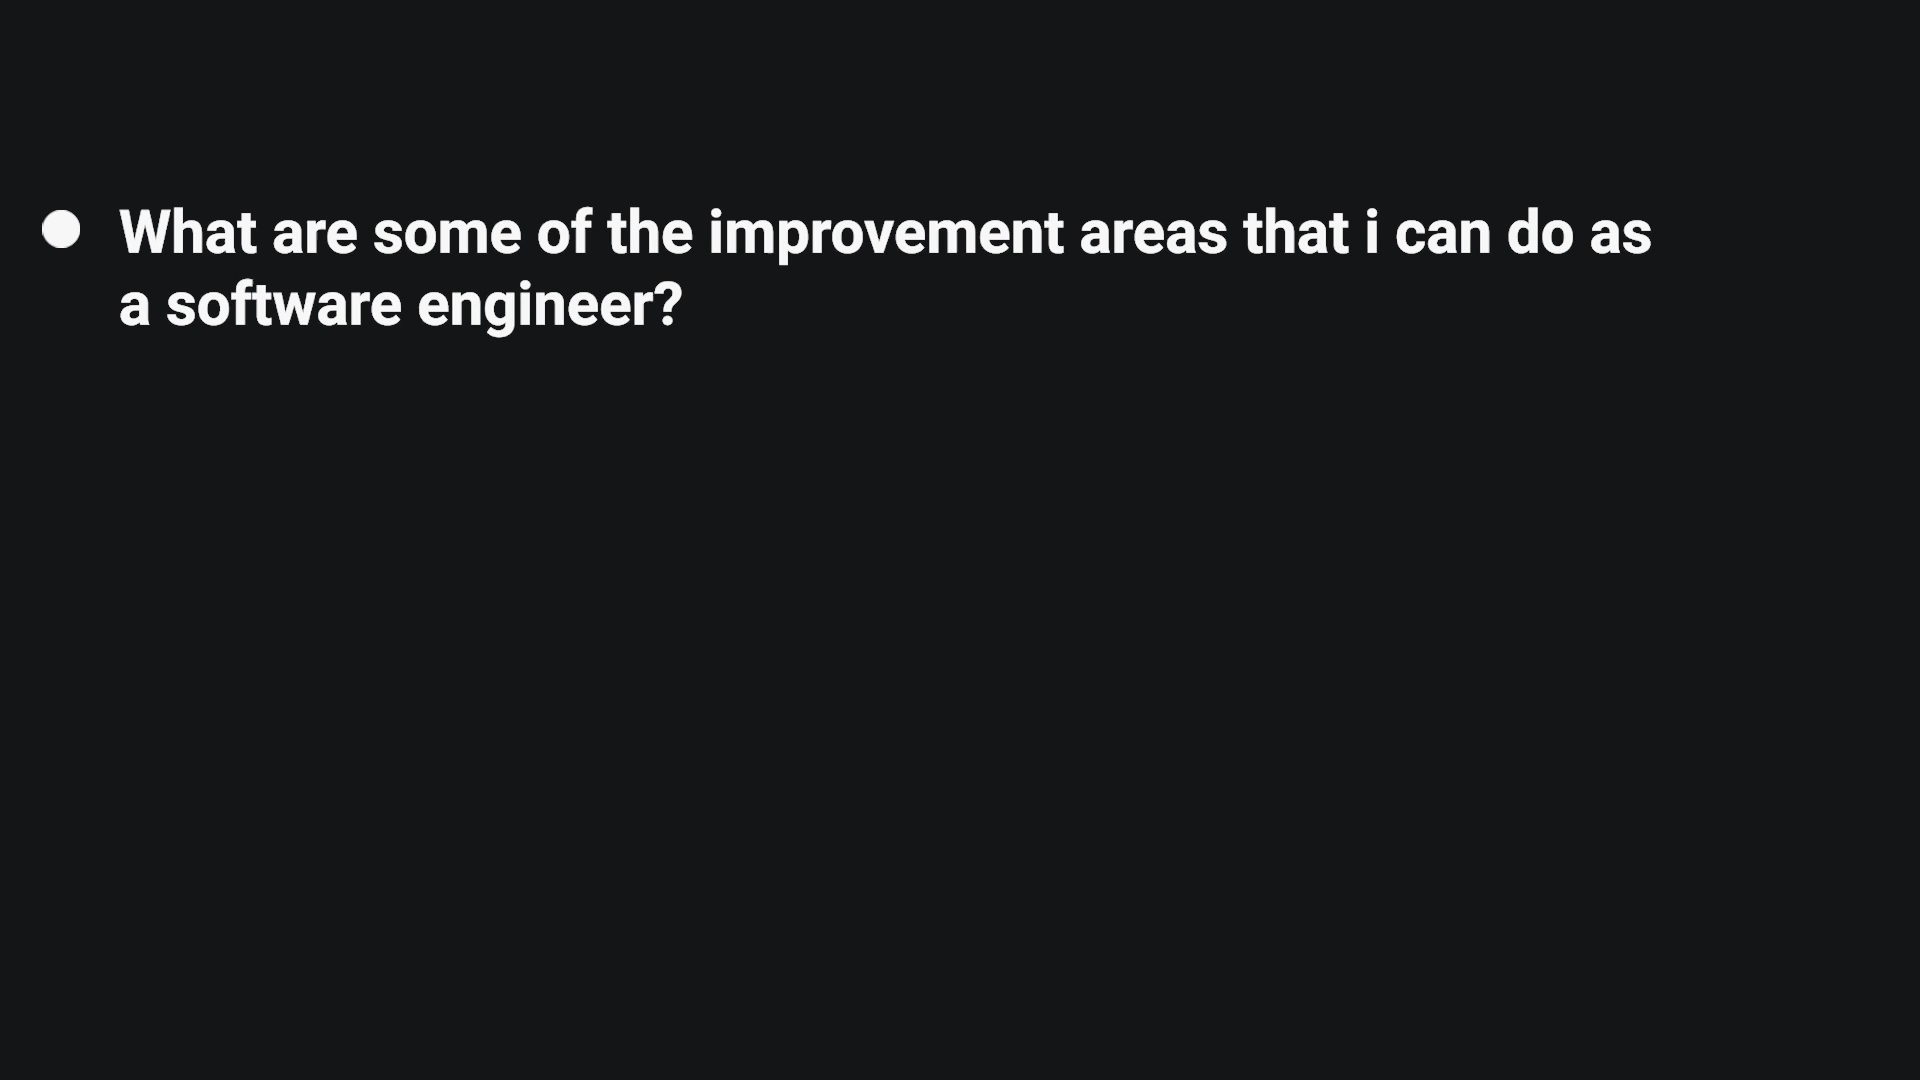 What are some of the improvement areas that i can do as
a software engineer?